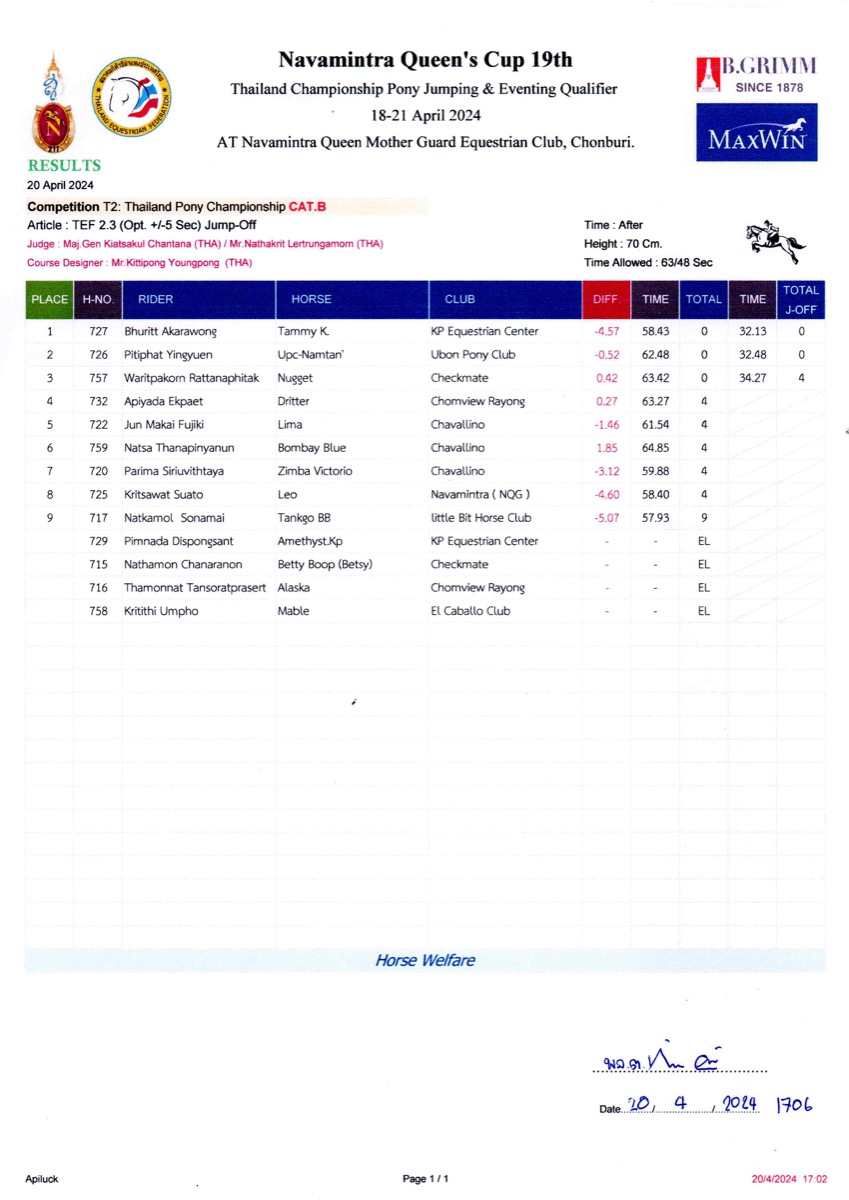 Navamintra Queen's Cup 19th
Thailand Championship Pony Jumping & Eventing Qualifier
18-21 April 2024
AT Navamintra Queen Mother Guard Equestrian Club, Chonburi.
THAILAND EQUESTRIAN FEDERATION
B.GRIMM
SINCE 1878
MAXWIN
RESULTS
20 April 2024
Competition T2: Thailand Pony Championship CAT.B
Article : TEF 2.3 (Opt. +/-5 Sec) Jump-Off Time : After
Judge : Maj.Gen Kiatsakul Chantana (THA) / Mr.Nathakrit Lertrungamorn (THA) Height : 70 Cm.
Course Designer : Mr.Kittipong Youngpong (THA) Time Allowed : 63/48 Sec
PLACE H-NO. RIDER HORSE CLUB DIFF. TIME TOTAL TIME TOTAL J-OFF
1 727 Bhuritt Akarawong Tammy K. KP Equestrian Center -4.57 58.43 0 32.13 0
2 726 Pitiphat Yingyuen Upc-Namtan' Ubon Pony Club -0.52 62.48 0 32.48 0
3 757 Waritpakorn Rattanaphitak Nugget Checkmate 0.42 63.42 0 34.27 4
4 732 Apiyada Ekpaet Dritter Chomview Rayong 0.27 63.27 4
5 722 Jun Makai Fujiki Lima Chavallino -1.46 61.54 4
6 759 Natsa Thanapinyanun Bombay Blue Chavallino 1.85 64.85 4
7 720 Parima Siriuvithtaya Zimba Victorio Chavallino -3.12 59.88 4
8 725 Kritsawat Suato Leo Navamintra ( NQG ) -4.60 58.40 4
9 717 Natkamol Sonamai Tankgo BB little Bit Horse Club -5.07 57.93 9
729 Pimnada Dispongsant Amethyst.Kp KP Equestrian Center - - EL
715 Nathamon Chanaranon Betty Boop (Betsy) Checkmate - - EL
716 Thamonnat Tansoratprasert Alaska Chomview Rayong - - EL
758 Kritithi Umpho Mable El Caballo Club - - EL
Horse Welfare
Date 20 / 4 / 2024 1706
Apiluck Page 1 / 1 20/4/2024 17:02